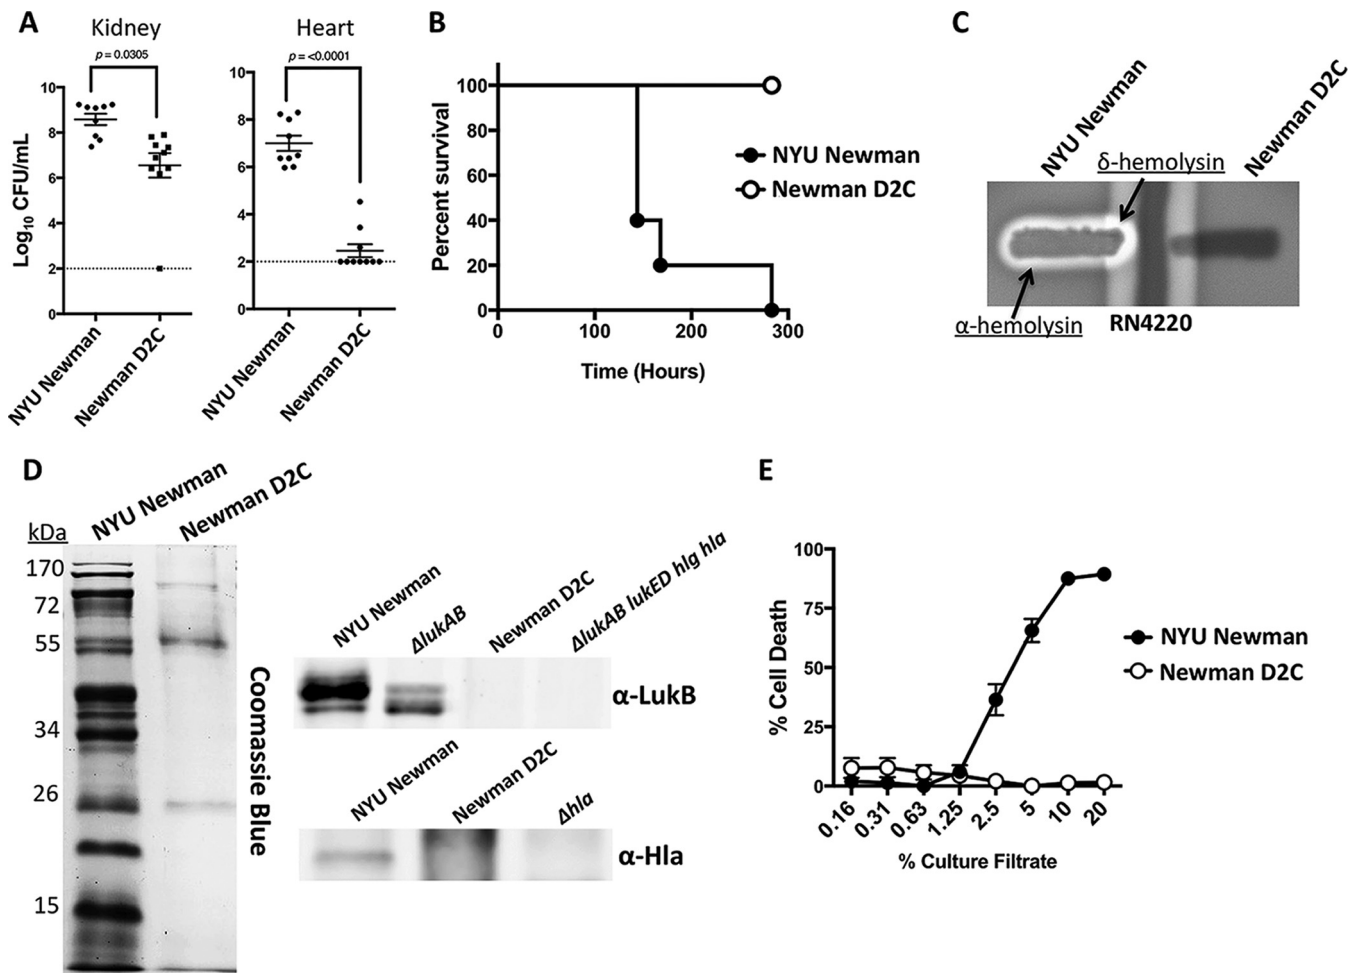 A
Kidney
Heart
p = 0.0305
p = <0.0001
Log10 CFU/mL
10
8
6
4
2
0
10
8
6
4
2
0
NYU Newman
Newman D2C
NYU Newman
Newman D2C
B
Percent survival
100
80
60
40
20
0
0
100
200
300
Time (Hours)
NYU Newman
Newman D2C
C
NYU Newman
Newman D2C
δ-hemolysin
α-hemolysin
RN4220
D
NYU Newman
Newman D2C
kDa
170
72
55
34
26
15
Coomassie Blue
NYU Newman
ΔlukAB
Newman D2C
ΔlukAB lukED hlg hla
α-LukB
NYU Newman
Newman D2C
Δhla
α-Hla
E
% Cell Death
100
75
50
25
0
0.16
0.31
0.63
1.25
2.5
5
10
20
% Culture Filtrate
NYU Newman
Newman D2C